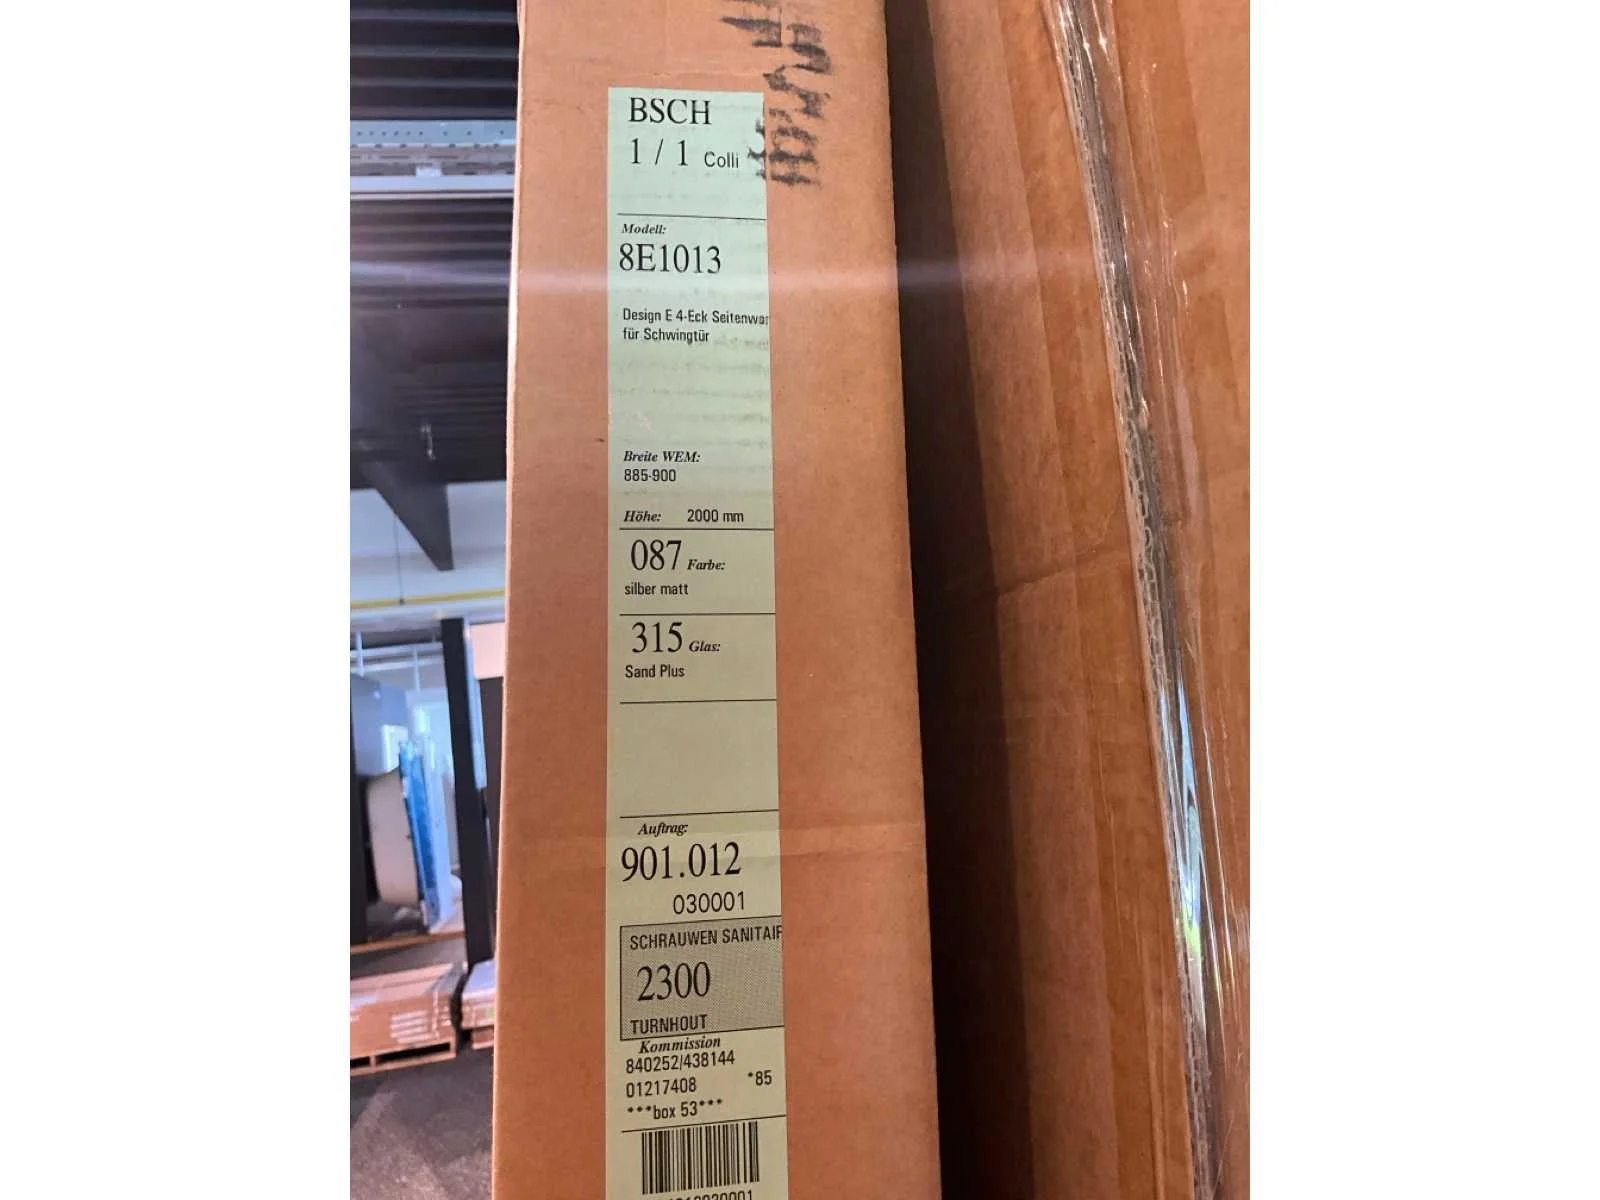 BSCH
1 / 1 Colli
Modell:
8E1013
Design E 4-Eck Seitenwan
für Schwingtür
Breite WEM:
885-900
Höhe: 2000 mm
087 Farbe:
silber matt
315 Glas:
Sand Plus
Auftrag:
901.012
030001
SCHRAUWEN SANITAIR
2300
TURNHOUT
Kommission
840252/438144
01217408 *85
***box 53***